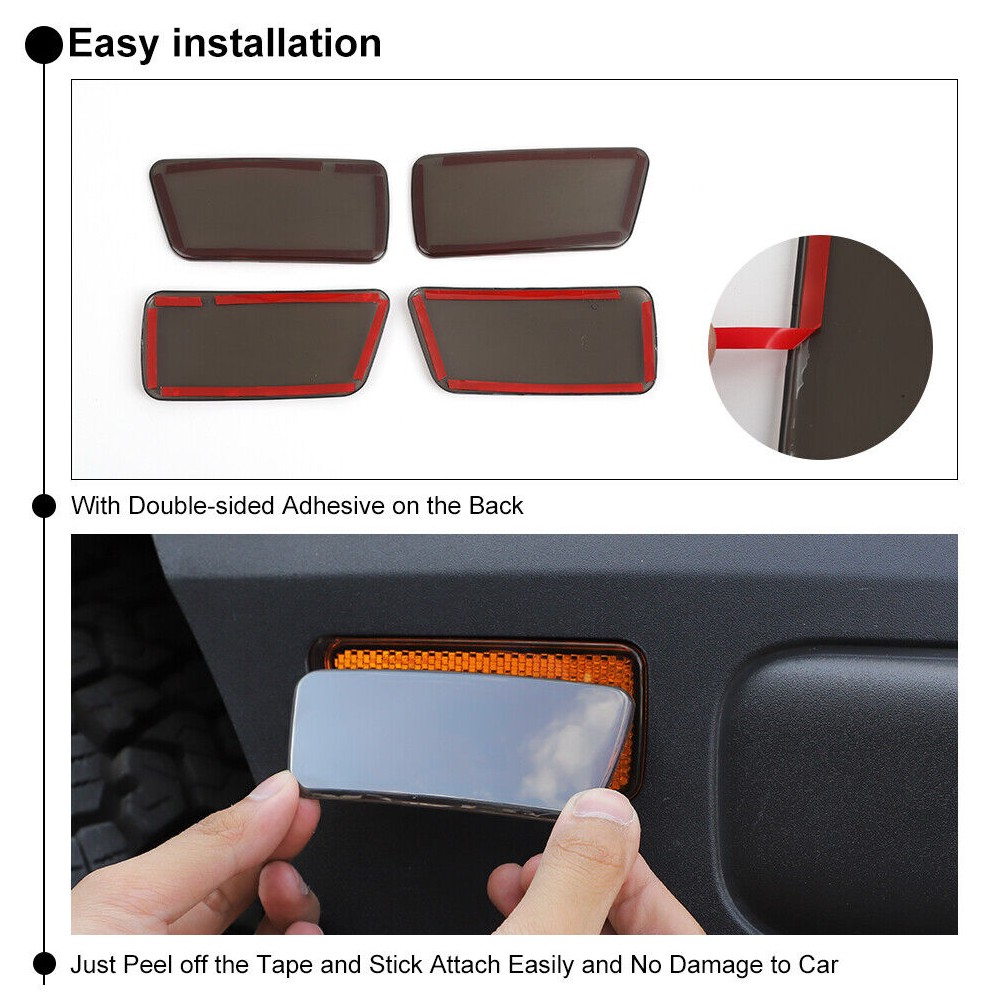 Easy installation
With Double-sided Adhesive on the Back
Just Peel off the Tape and Stick Attach Easily and No Damage to Car